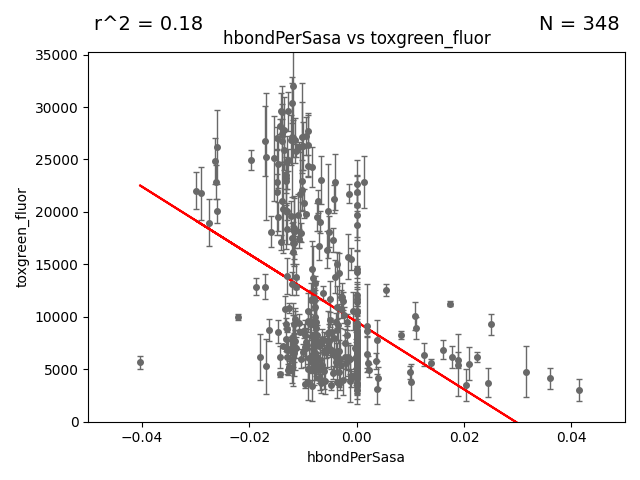 r^2 = 0.18
N = 348
hbondPerSasa vs toxgreen_fluor
35000
30000
25000
20000
15000
10000
5000
0
toxgreen_fluor
−0.04
−0.02
0.00
0.02
0.04
hbondPerSasa